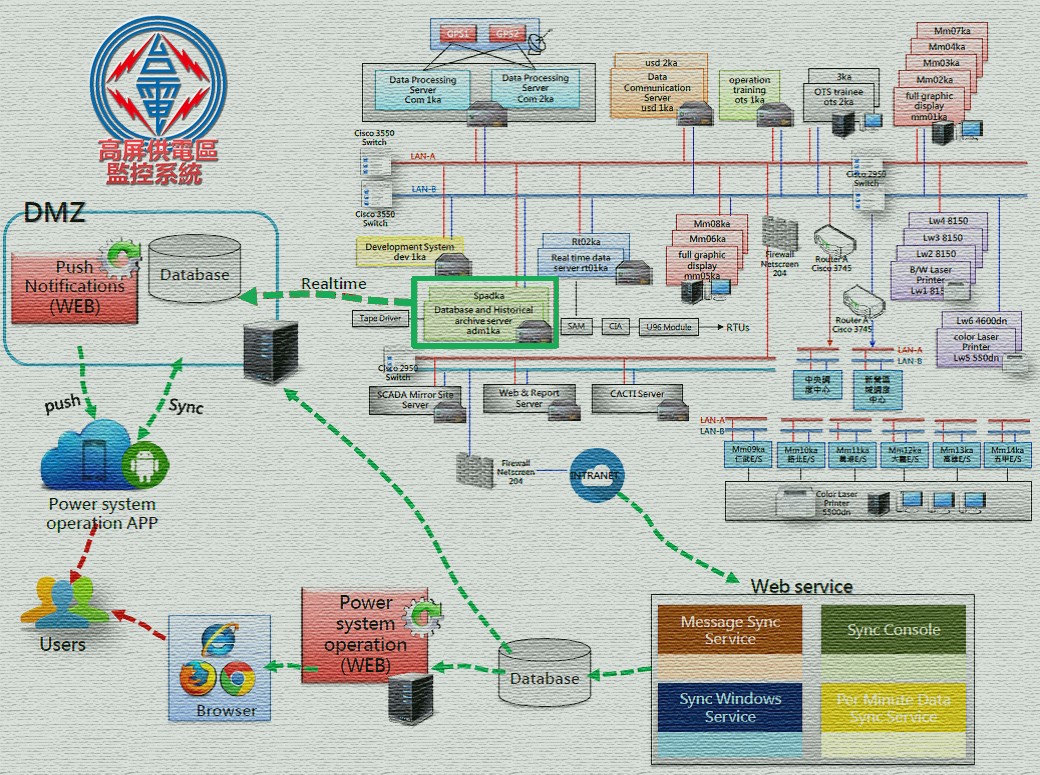 台電
高屏供電區
監控系統
GPS1
GPS2
Data Processing
Server
Com 1ka
Data Processing
Server
Com 2ka
usd 2ka
Data
Communication
Server
usd 1ka
operation
training
ots 1ka
3ka
OTS trainee
ots 2ka
Mm07ka
Mm04ka
Mm03ka
Mm02ka
full graphic
display
mm01ka
Cisco 3550
Switch
LAN-A
LAN-B
Cisco 3550
Switch
Cisco 2950
Switch
DMZ
Push
Notifications
(WEB)
Database
Realtime
Development System
dev 1ka
Rt02ka
Real time data
server rt01ka
Mm08ka
Mm06ka
full graphic
display
mm05ka
Firewall
Netscreen
204
Router A
Cisco 3745
Router A
Cisco 3745
Lw4 8150
Lw3 8150
Lw2 8150
B/W Laser
Printer
Lw1 815
Tape Driver
Spadka
Database and Historical
archive server
adm1ka
SAM
CIA
U96 Module
RTUs
Lw6 4600dn
color Laser
Printer
Lw5 550dn
Cisco 2950
Switch
LAN-A
LAN-B
中央調
度中心
新營區
域調度
中心
SCADA Mirror Site
Server
Web & Report
Server
CACTI Server
LAN-A
LAN-B
Mm09ka
仁武E/S
Mm10ka
路北E/S
Mm11ka
高港E/S
Mm12ka
大鵬E/S
Mm13ka
高雄E/S
Mm14ka
五甲E/S
Color Laser
Printer
5500dn
Firewall
Netscreen
204
INTRANET
push
Sync
Power system
operation APP
Users
Browser
Power
system
operation
(WEB)
Database
Web service
Message Sync
Service
Sync Console
Sync Windows
Service
Per Minute Data
Sync Service